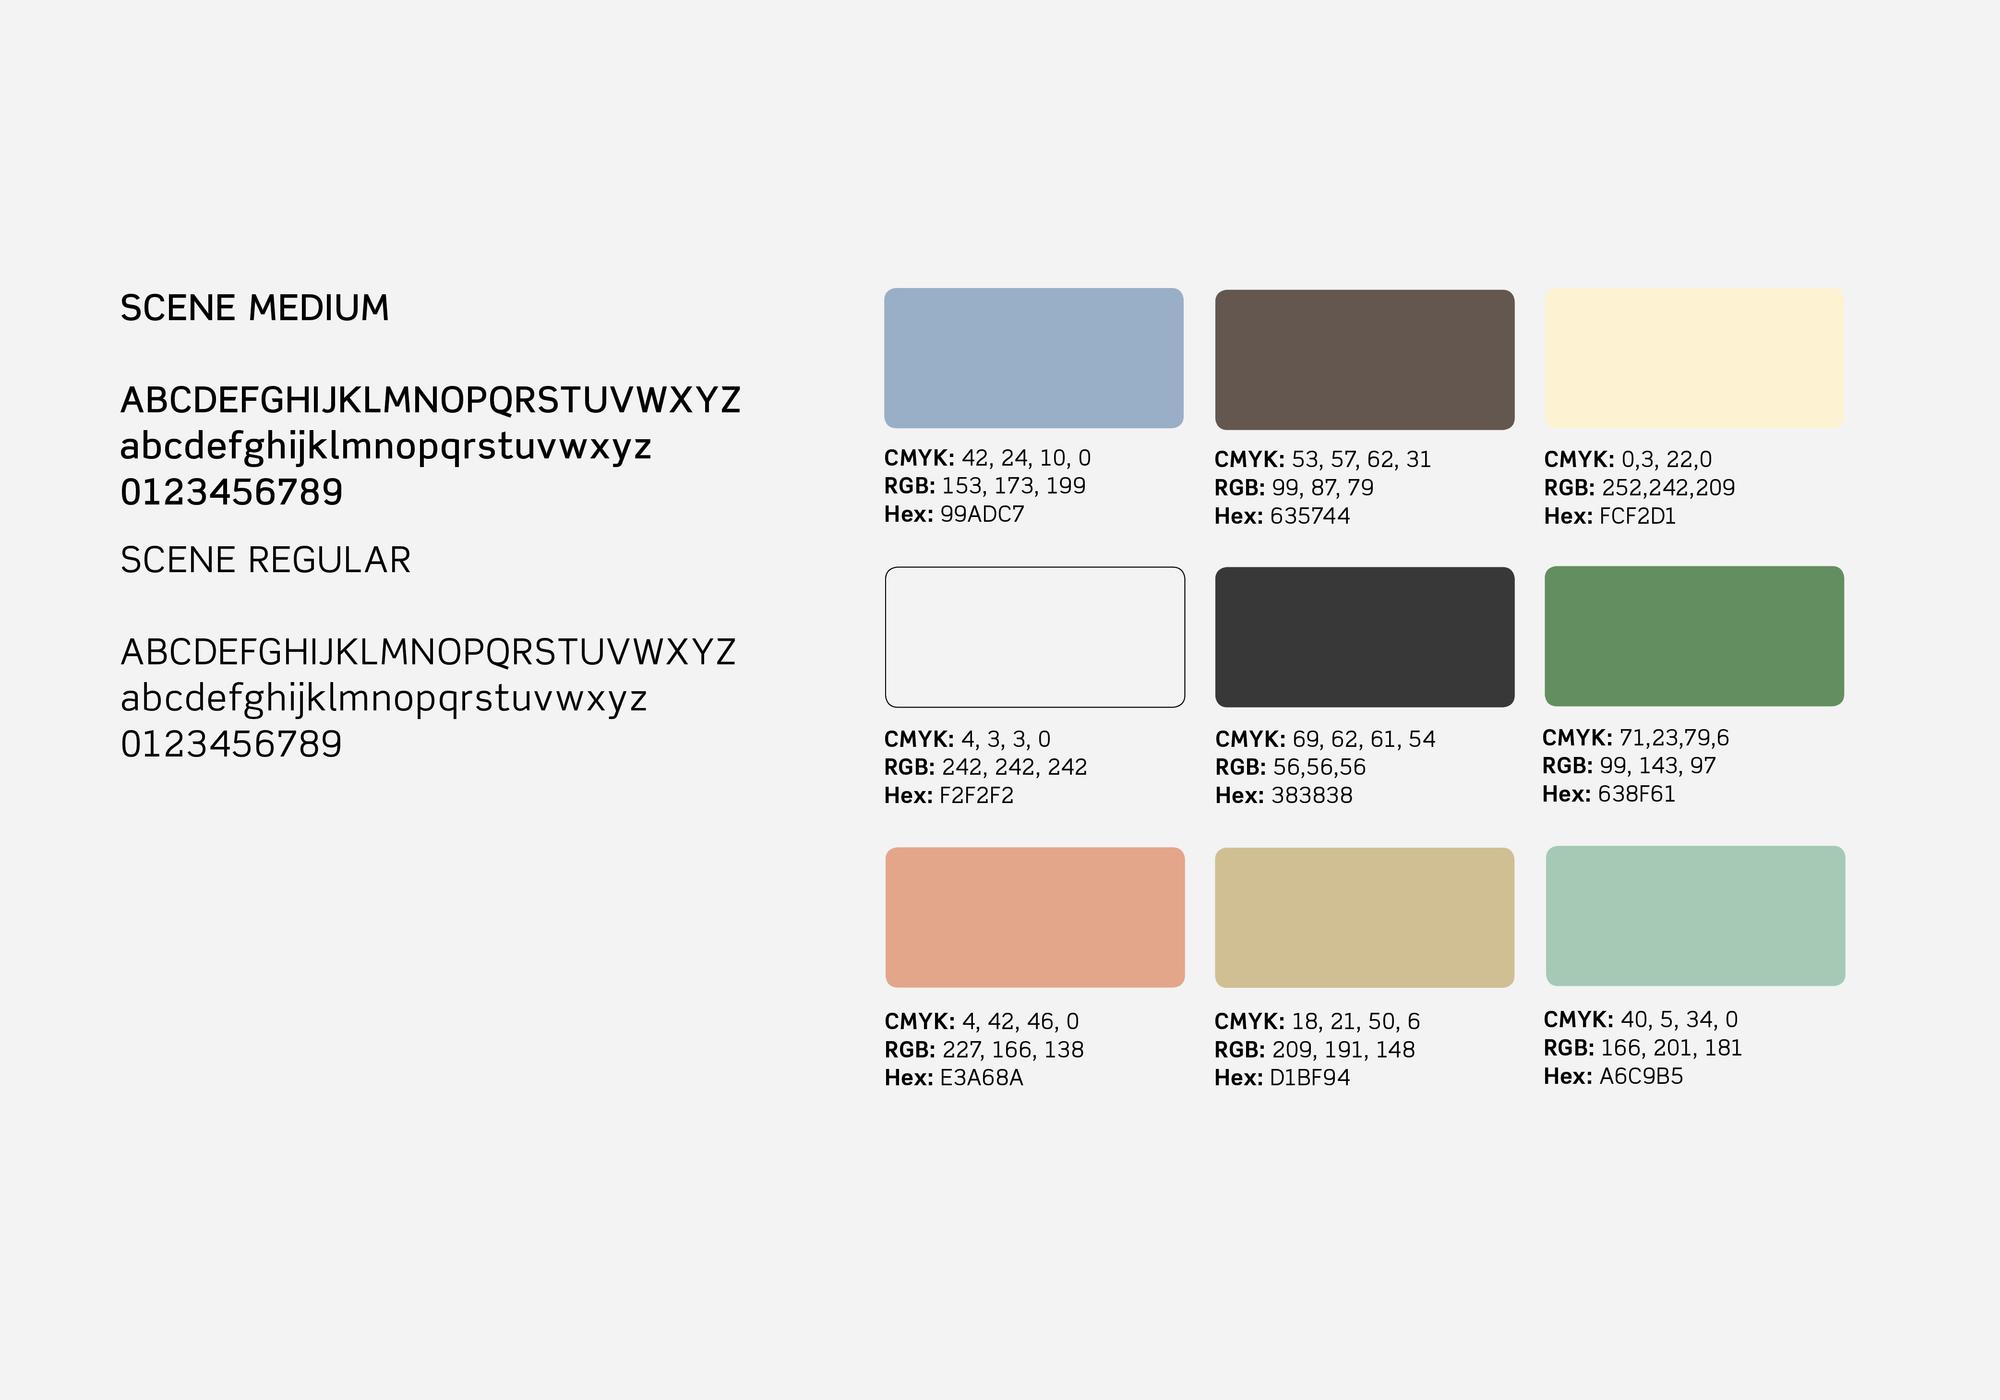 SCENE MEDIUM
ABCDEFGHIJKLMNOPQRSTUVWXYZ
abcdefghijklmnopqrstuvwxyz
0123456789
SCENE REGULAR
ABCDEFGHIJKLMNOPQRSTUVWXYZ
abcdefghijklmnopqrstuvwxyz
0123456789
CMYK: 42, 24, 10, 0
RGB: 153, 173, 199
Hex: 99ADC7
CMYK: 53, 57, 62, 31
RGB: 99, 87, 79
Hex: 635744
CMYK: 0,3, 22,0
RGB: 252,242,209
Hex: FCF2D1
CMYK: 4, 3, 3, 0
RGB: 242, 242, 242
Hex: F2F2F2
CMYK: 69, 62, 61, 54
RGB: 56,56,56
Hex: 383838
CMYK: 71,23,79,6
RGB: 99, 143, 97
Hex: 638F61
CMYK: 4, 42, 46, 0
RGB: 227, 166, 138
Hex: E3A68A
CMYK: 18, 21, 50, 6
RGB: 209, 191, 148
Hex: D1BF94
CMYK: 40, 5, 34, 0
RGB: 166, 201, 181
Hex: A6C9B5